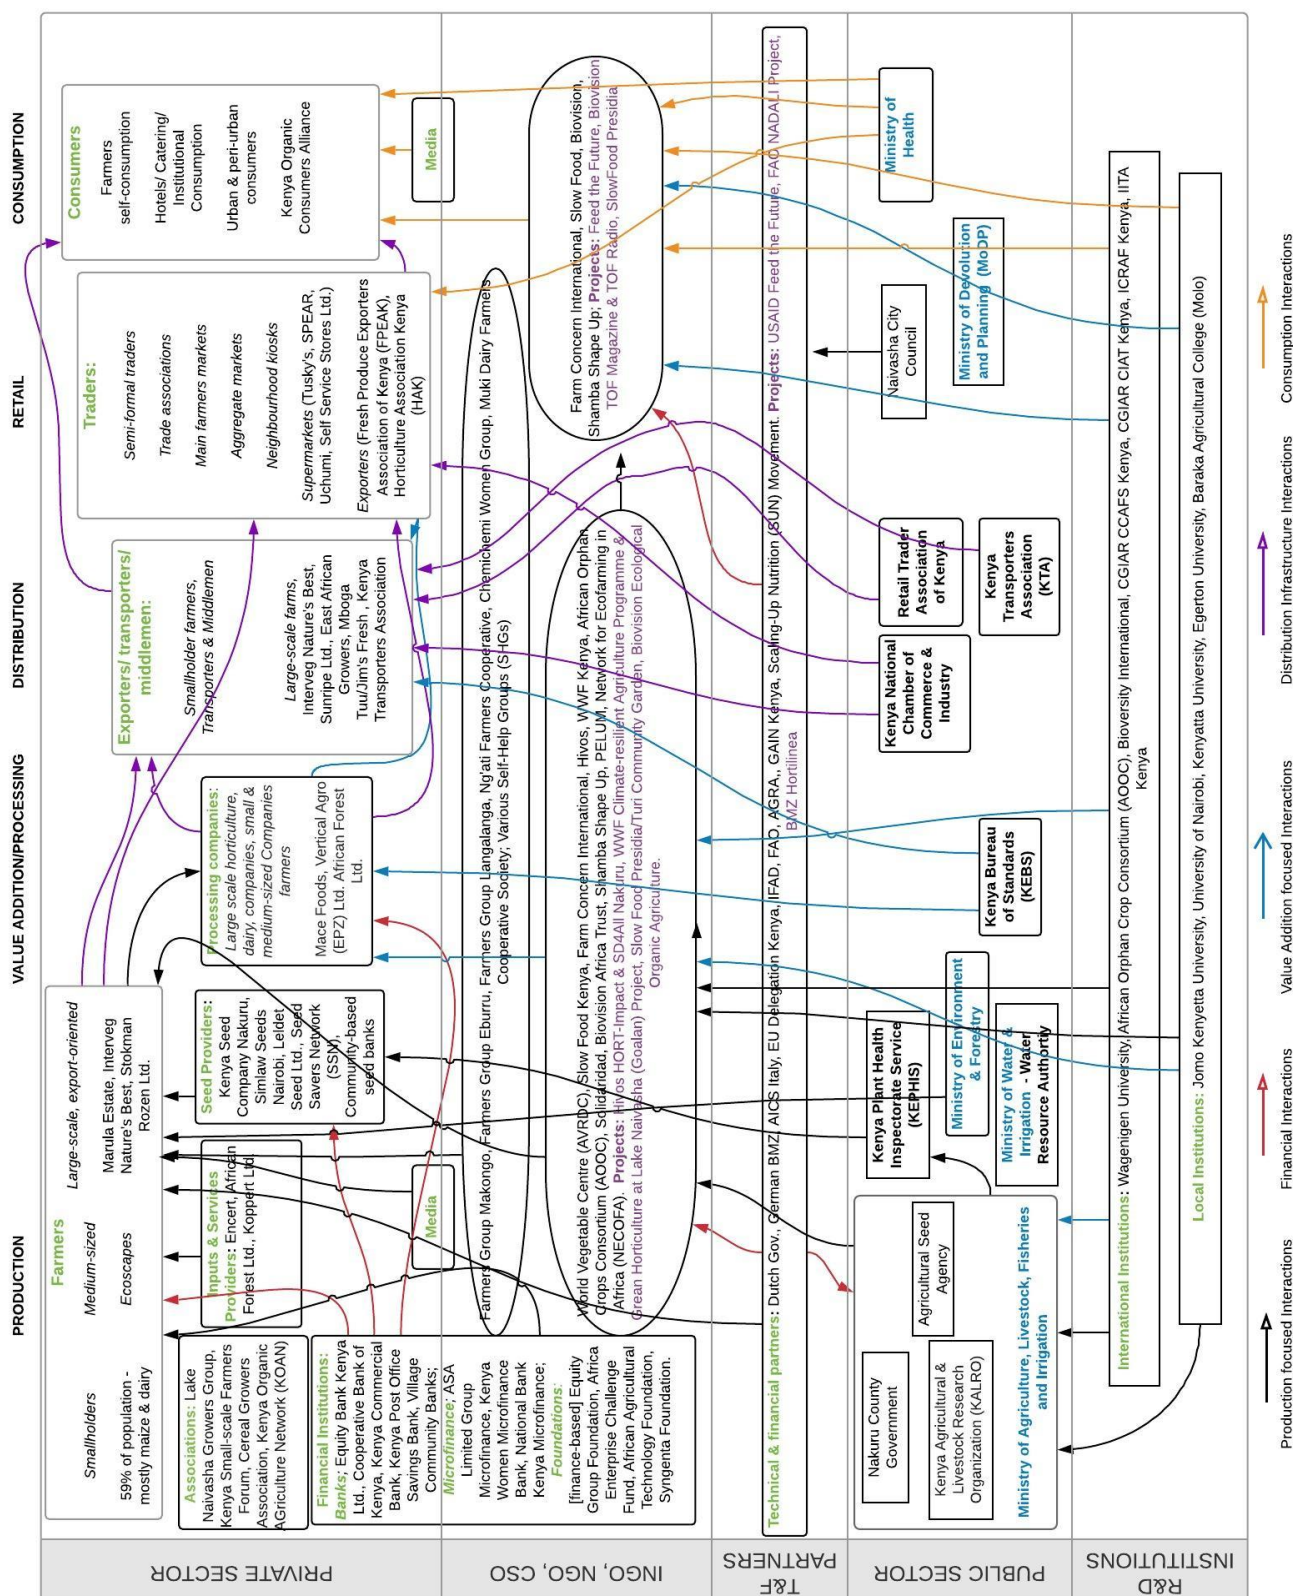 PRODUCTION
VALUE ADDITION/PROCESSING
DISTRIBUTION
RETAIL
CONSUMPTION
PRIVATE SECTOR
Farmers
Smallholders
59% of population -
mostly maize & dairy
Medium-sized
Ecoscapes
Large-scale, export-oriented
Marula Estate, Interveg
Nature's Best, Stokman
Rozen Ltd.
Associations: Lake
Naivasha Growers Group,
Kenya Small-scale Farmers
Forum, Cereal Growers
Association, Kenya Organic
AGriculture Network (KOAN)
Inputs & Services
Providers: Encert, African
Forest Ltd., Koppert Ltd.
Seed Providers:
Kenya Seed
Company Nakuru,
Simlaw Seeds
Nairobi, Leldet
Seed Ltd., Seed
Savers Network
(SSN),
Community-based
seed banks
Processing companies:
Large scale horticulture,
dairy, companies, small &
medium-sized Companies
farmers
Mace Foods, Vertical Agro
(EPZ) Ltd. African Forest
Ltd.
Exporters/ transporters/
middlemen:
Smallholder farmers,
Transporters & Middlemen
Large-scale farms,
Interveg Nature's Best,
Sunripe Ltd., East African
Growers, Mboga
Tuu/Jim's Fresh , Kenya
Transporters Association
Traders:
Semi-formal traders
Trade associations
Main farmers markets
Aggregate markets
Neighbourhood kiosks
Supermarkets (Tusky's, SPEAR,
Uchumi, Self Service Stores Ltd.)
Exporters (Fresh Produce Exporters
Association of Kenya (FPEAK),
Horticulture Association Kenya
(HAK)
Consumers
Farmers
self-consumption
Hotels/ Catering/
Institutional
Consumption
Urban & peri-urban
consumers
Kenya Organic
Consumers Alliance
Media
Financial Institutions:
Banks; Equity Bank Kenya
Ltd., Cooperative Bank of
Kenya, Kenya Commercial
Bank, Kenya Post Office
Savings Bank, Village
Community Banks;
Microfinance; ASA
Limited Group
Microfinance, Kenya
Women Microfinance
Bank, National Bank
Kenya Microfinance;
Foundations:
[finance-based] Equity
Group Foundation, Africa
Enterprise Challenge
Fund, African Agricultural
Technology Foundation,
Syngenta Foundation.
Media
INGO, NGO, CSO
Farmers Group Makongo, Farmers Group Eburru, Farmers Group Langalanga, Ng'ati Farmers Cooperative, Chemichemi Women Group, Muki Dairy Farmers
Cooperative Society; Various Self-Help Groups (SHGs)
World Vegetable Centre (AVRDC), Slow Food Kenya, Farm Concern International, Hivos, WWF Kenya, African Orphan
Crops Consortium (AOOC), Solidaridad, Biovision Africa Trust, Shamba Shape Up, PELUM, Network for Ecofarming in
Africa (NECOFA). Projects: Hivos HORT-Impact & SD4All Nakuru, WWF Climate-resilient Agriculture Programme &
Grean Horticulture at Lake Naivasha (Goalan) Project, Slow Food Presidia/Turi Community Garden, Biovision Ecological
Organic Agriculture.
Farm Concern International, Slow Food, Biovision,
Shamba Shape Up; Projects: Feed the Future, Biovision
TOF Magazine & TOF Radio, SlowFood Presidia
T&F
PARTNERS
Technical & financial partners: Dutch Gov., German BMZ, AICS Italy, EU Delegation Kenya, IFAD, FAO, AGRA,, GAIN Kenya, Scaling-Up Nutrition (SUN) Movement. Projects: USAID Feed the Future, FAO NADALI Project,
BMZ Hortilinea
PUBLIC SECTOR
Nakuru County
Government
Kenya Agricultural &
Livestock Research
Organization (KALRO)
Agricultural Seed
Agency
Ministry of Agriculture, Livestock, Fisheries
and Irrigation
Kenya Plant Health
Inspectorate Service
(KEPHIS)
Ministry of Environment
& Forestry
Ministry of Water &
Irrigation - Water
Resource Authortiy
Kenya Bureau
of Standards
(KEBS)
Kenya National
Chamber of
Commerce &
Industry
Retail Trader
Association
of Kenya
Kenya
Transporters
Association
(KTA)
Naivasha City
Council
Ministry of Devolution
and Planning (MoDP)
Ministry of
Health
R&D
INSTITUTIONS
International Institutions: Wagenigen University, African Orphan Crop Consortium (AOOC), Bioversity International, CGIAR CCAFS Kenya, CGIAR CIAT Kenya, ICRAF Kenya, IITA
Kenya
Local Institutions: Jomo Kenyetta University, University of Nairobi, Kenyatta University, Egerton University, Baraka Agricultural College (Molo)
Production focused Interactions
Financial Interactions
Value Addition focused Interactions
Distribution Infrastructure Interactions
Consumption Interactions